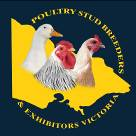 POULTRY STUD BREEDERS
& EXHIBITORS VICTORIA